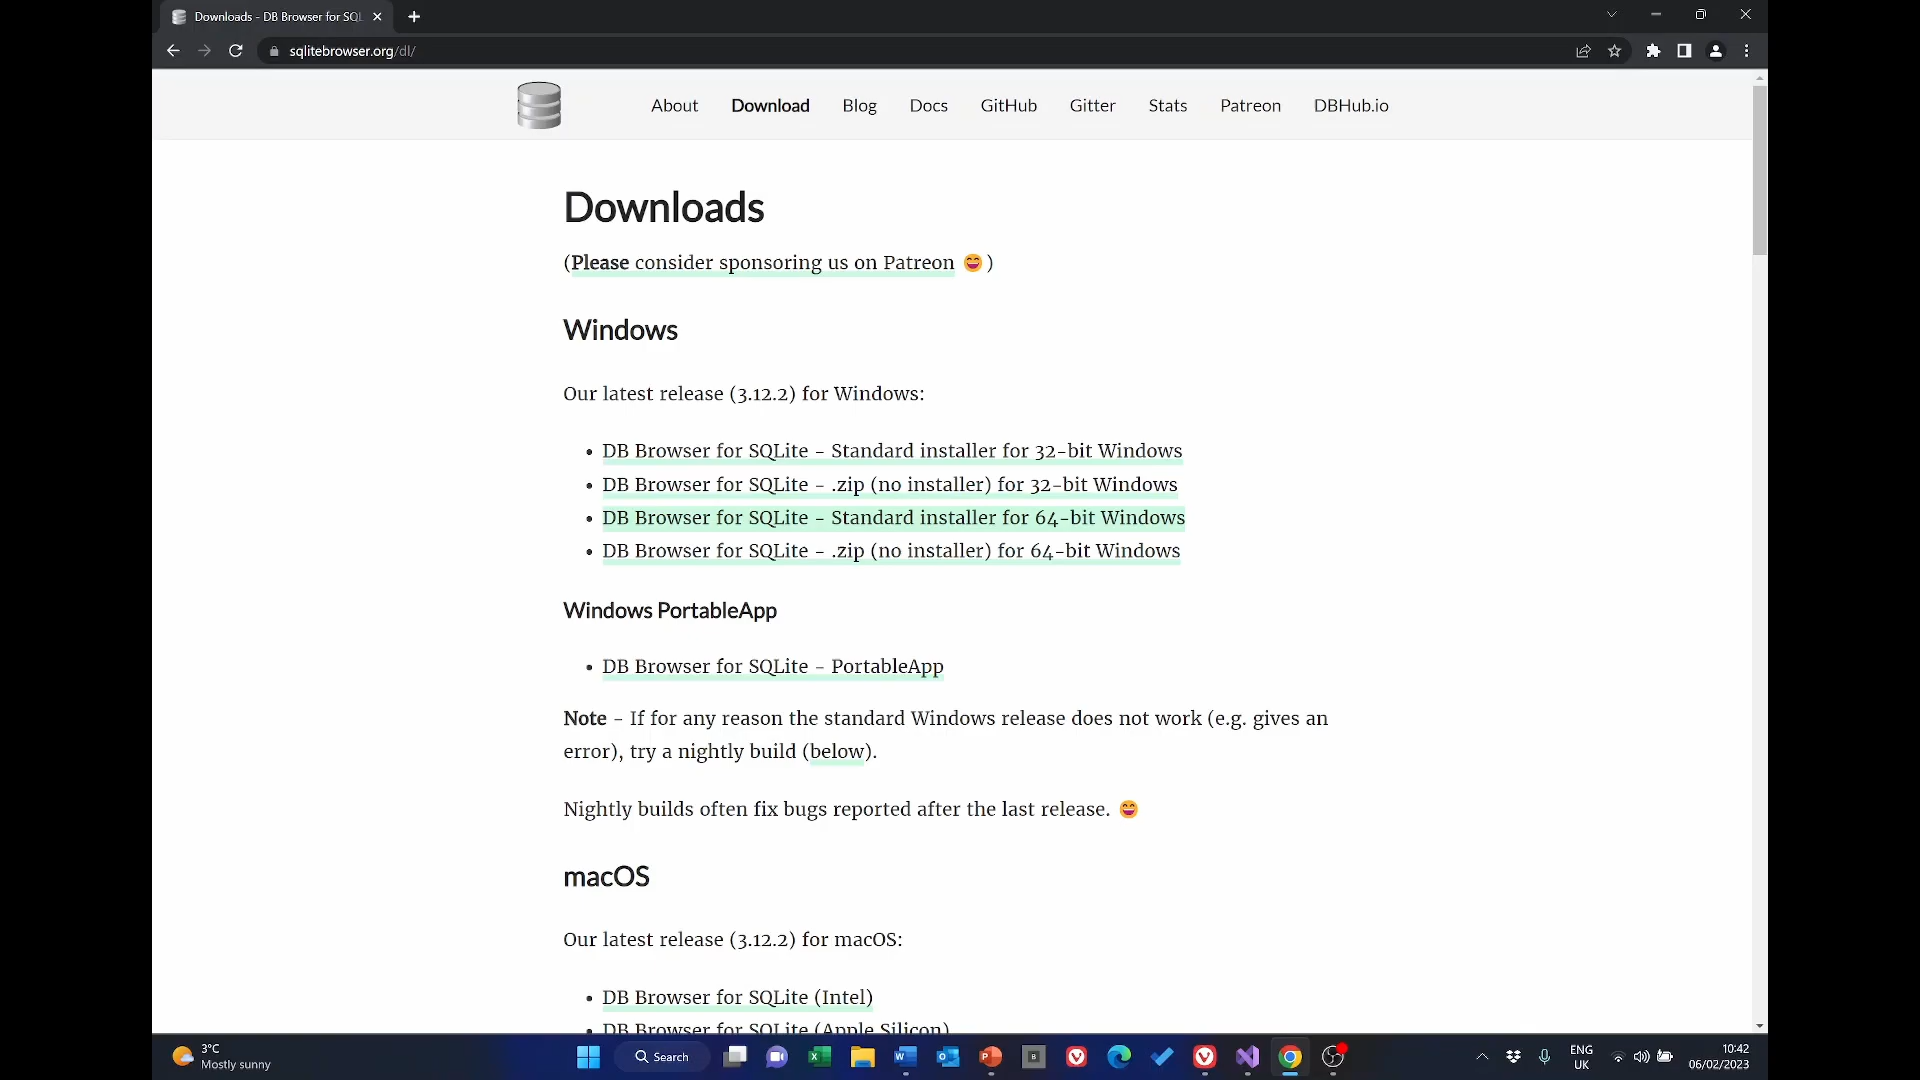 Downloads - DB Browser for SQL
sqlitebrowser.org/dl/
About Download Blog Docs GitHub Gitter Stats Patreon DBHub.io
Downloads
(Please consider sponsoring us on Patreon 😄 )
Windows
Our latest release (3.12.2) for Windows:
• DB Browser for SQLite – Standard installer for 32-bit Windows
• DB Browser for SQLite – .zip (no installer) for 32-bit Windows
• DB Browser for SQLite – Standard installer for 64-bit Windows
• DB Browser for SQLite – .zip (no installer) for 64-bit Windows
Windows PortableApp
• DB Browser for SQLite – PortableApp
Note – If for any reason the standard Windows release does not work (e.g. gives an
error), try a nightly build (below).
Nightly builds often fix bugs reported after the last release. 😄
macOS
Our latest release (3.12.2) for macOS:
• DB Browser for SQLite (Intel)
• DB Browser for SQLite (Apple Silicon)
3°C
Mostly sunny
Search
ENG
UK
10:42
06/02/2023